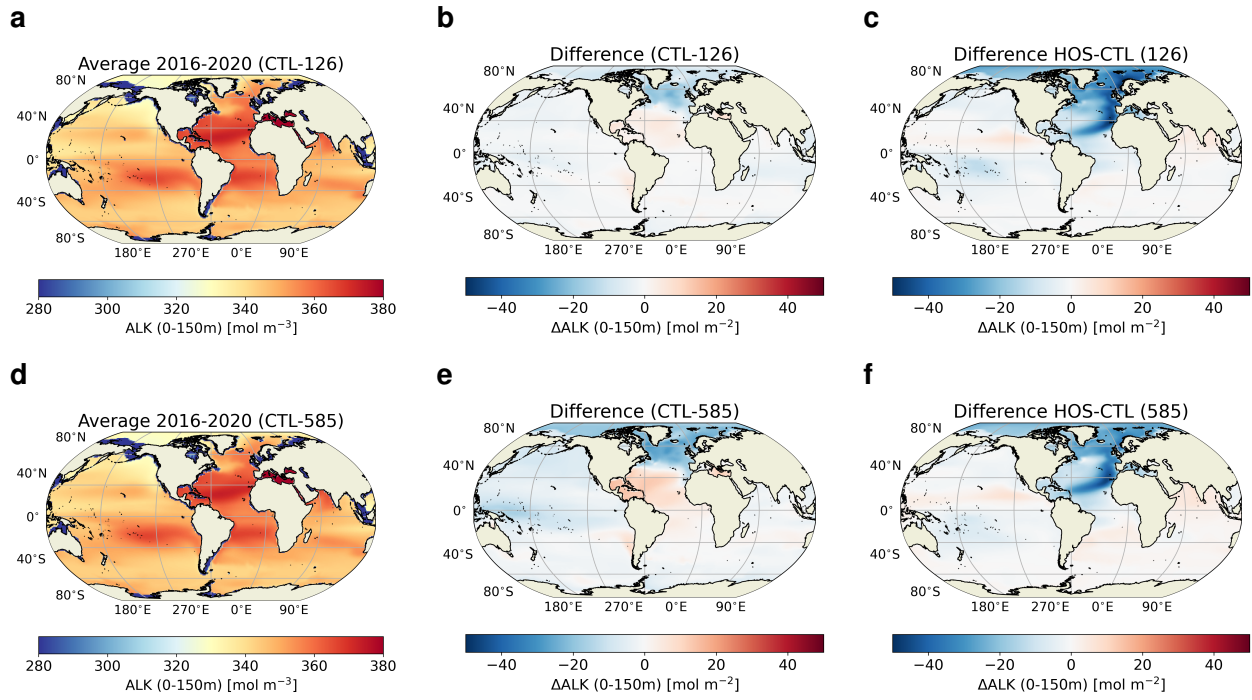 a
b
c
Average 2016-2020 (CTL-126)
Difference (CTL-126)
Difference HOS-CTL (126)
80°N
40°N
0°
40°S
80°S
180°E 270°E 0°E 90°E
80°N
40°N
0°
40°S
80°S
180°E 270°E 0°E 90°E
80°N
40°N
0°
40°S
80°S
180°E 270°E 0°E 90°E
280 300 320 340 360 380
ALK (0-150m) [mol m⁻³]
−40 −20 0 20 40
ΔALK (0-150m) [mol m⁻²]
−40 −20 0 20 40
ΔALK (0-150m) [mol m⁻²]
d
e
f
Average 2016-2020 (CTL-585)
Difference (CTL-585)
Difference HOS-CTL (585)
80°N
40°N
0°
40°S
80°S
180°E 270°E 0°E 90°E
80°N
40°N
0°
40°S
80°S
180°E 270°E 0°E 90°E
80°N
40°N
0°
40°S
80°S
180°E 270°E 0°E 90°E
280 300 320 340 360 380
ALK (0-150m) [mol m⁻³]
−40 −20 0 20 40
ΔALK (0-150m) [mol m⁻²]
−40 −20 0 20 40
ΔALK (0-150m) [mol m⁻²]